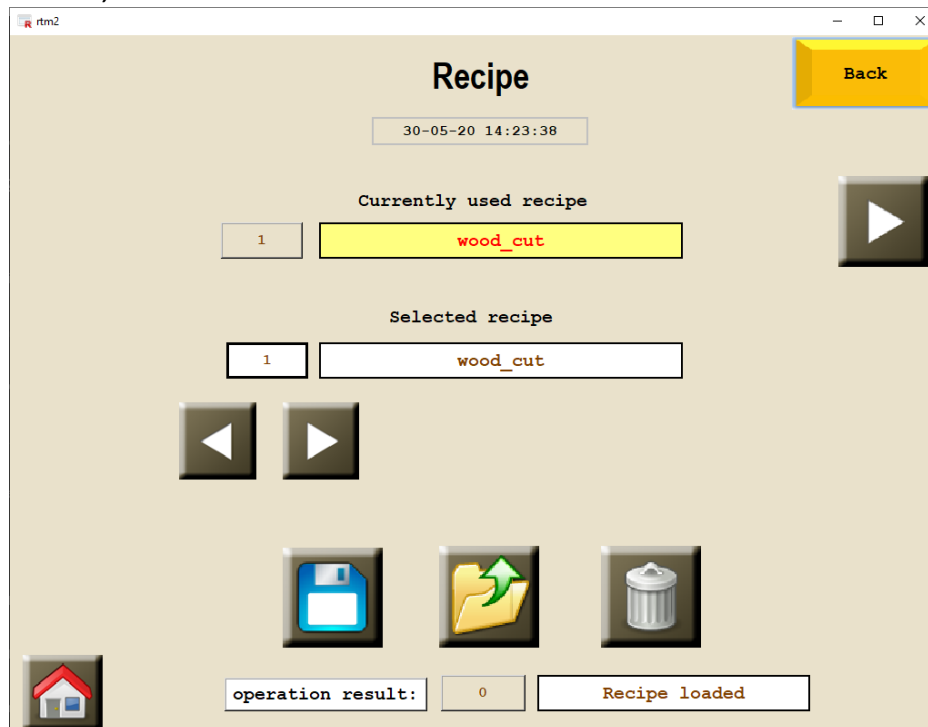 rtm2
Recipe
Back
30-05-20 14:23:38
Currently used recipe
1 wood_cut
Selected recipe
1 wood_cut
operation result: 0 Recipe loaded